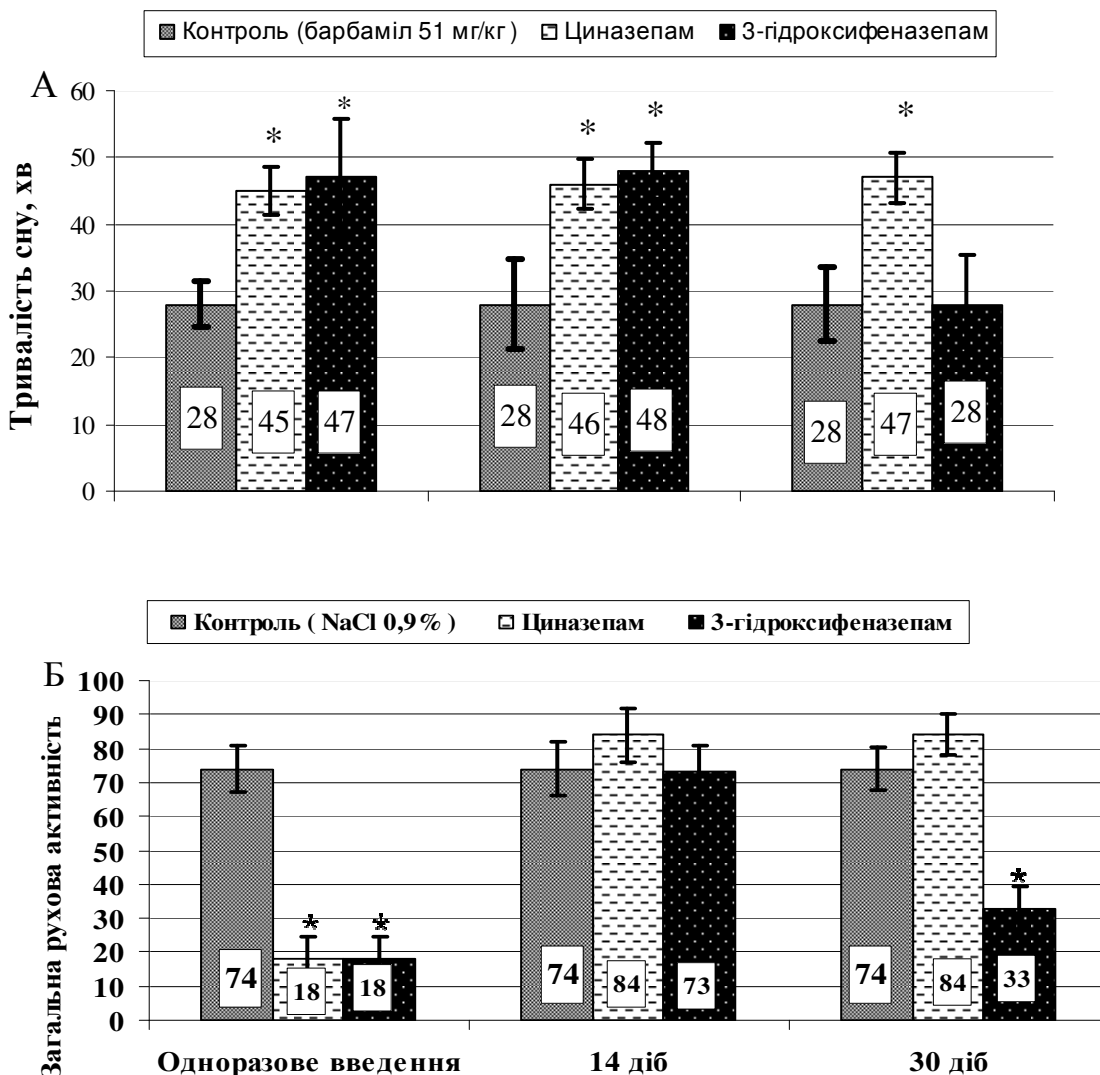 Контроль (барбаміл 51 мг/кг ) Циназепам 3-гідроксифеназепам
А
Тривалість сну, хв
60
50
40
30
20
10
0
* * * * *
28 45 47 28 46 48 28 47 28
Контроль ( NaCl 0,9% ) Циназепам 3-гідроксифеназепам
Б
Загальна рухова активність
100
90
80
70
60
50
40
30
20
10
0
* * *
74 18 18 74 84 73 74 84 33
Одноразове введення 14 діб 30 діб